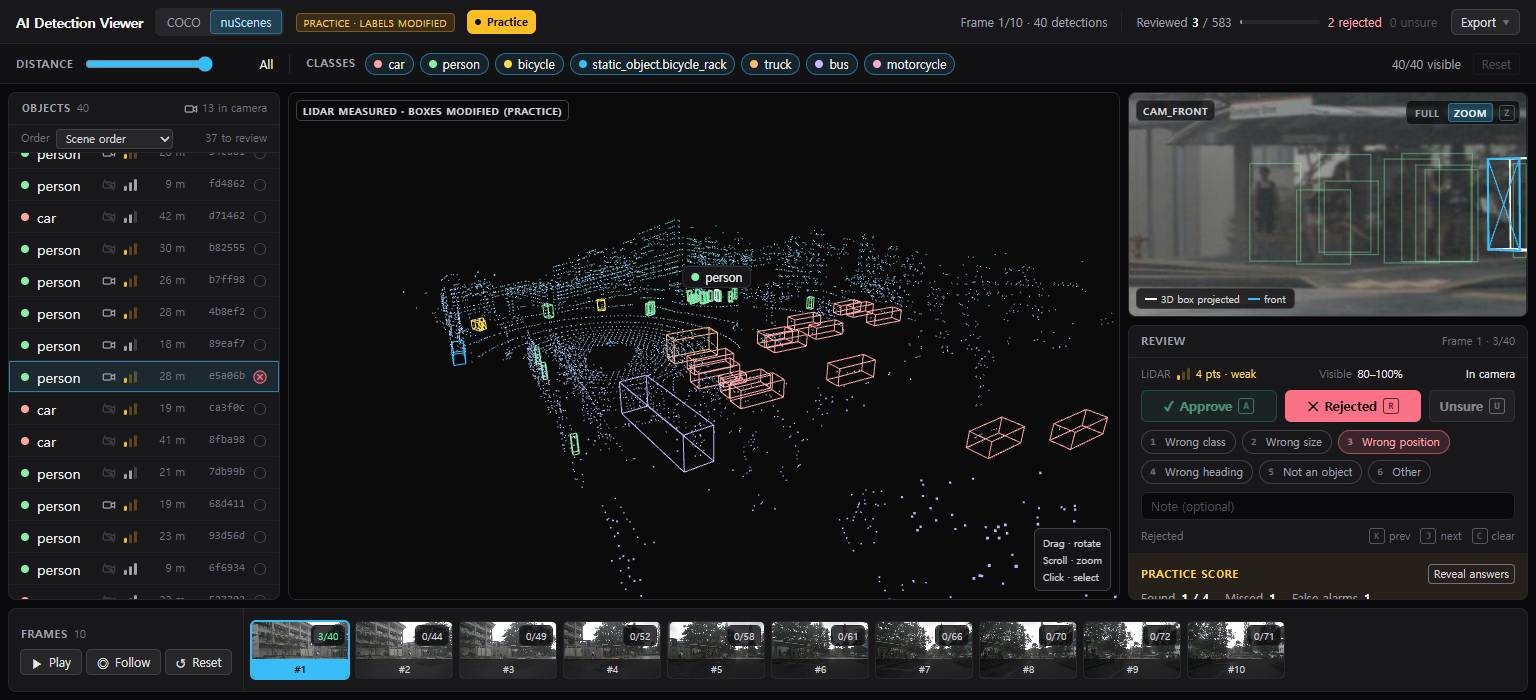 AI Detection Viewer COCO nuScenes PRACTICE · LABELS MODIFIED Practice Frame 1/10 · 40 detections Reviewed 3 / 583 2 rejected 0 unsure Export
DISTANCE All CLASSES car person bicycle static_object.bicycle_rack truck bus motorcycle 40/40 visible Reset
OBJECTS 40 13 in camera
Order Scene order 37 to review
person
person 9 m fd4862
car 42 m d71462
person 30 m b82555
person 26 m b7ff98
person 28 m 4b8ef2
person 18 m 89eaf7
person 28 m e5a06b
car 19 m ca3f0c
car 41 m 8fba98
person 21 m 7db99b
person 19 m 68d411
person 23 m 93d56d
person 9 m 6f6934
LIDAR MEASURED · BOXES MODIFIED (PRACTICE)
person
Drag · rotate
Scroll · zoom
Click · select
CAM_FRONT FULL ZOOM Z
3D box projected front
REVIEW Frame 1 · 3/40
LIDAR 4 pts · weak Visible 80–100% In camera
✓ Approve A ✕ Rejected R Unsure U
1 Wrong class 2 Wrong size 3 Wrong position
4 Wrong heading 5 Not an object 6 Other
Note (optional)
Rejected K prev J next C clear
PRACTICE SCORE Reveal answers
Found 1 / 4 Missed 1 False alarms 1
FRAMES 10
Play Follow Reset
3/40 0/44 0/49 0/52 0/58 0/61 0/66 0/70 0/72 0/71
#1 #2 #3 #4 #5 #6 #7 #8 #9 #10